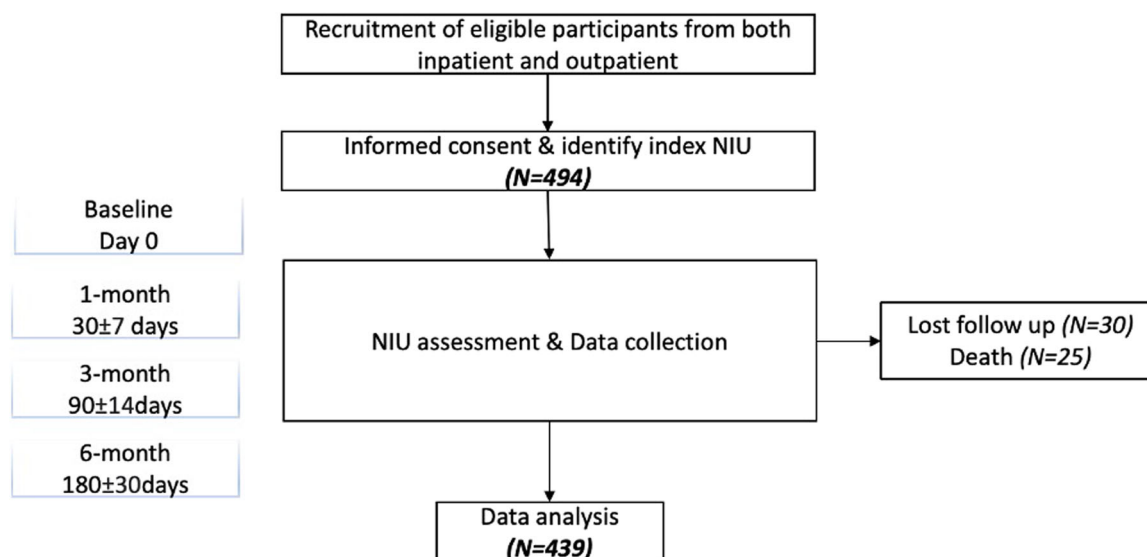 Recruitment of eligible participants from both
inpatient and outpatient
Informed consent & identify index NIU
(N=494)
Baseline
Day 0
1-month
30±7 days
3-month
90±14days
6-month
180±30days
NIU assessment & Data collection
Lost follow up (N=30)
Death (N=25)
Data analysis
(N=439)